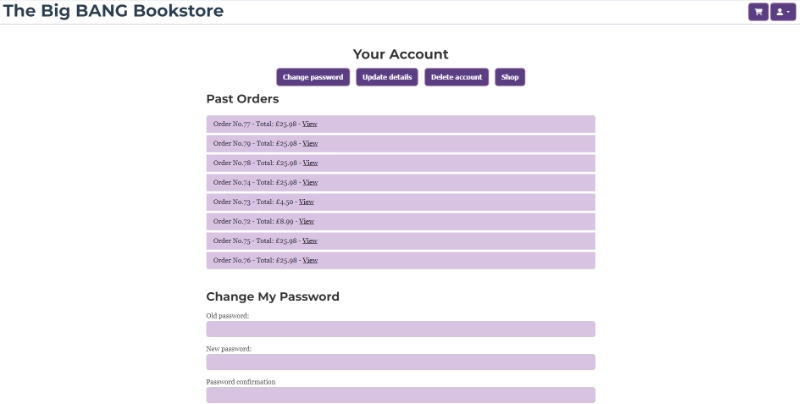 The Big BANG Bookstore
Your Account
Change password Update details Delete account Shop
Past Orders
Order No.77 - Total: £25.98 - View
Order No.79 - Total: £25.98 - View
Order No.78 - Total: £25.98 - View
Order No.74 - Total: £25.98 - View
Order No.73 - Total: £4.50 - View
Order No.72 - Total: £8.99 - View
Order No.75 - Total: £25.98 - View
Order No.76 - Total: £25.98 - View
Change My Password
Old password:
New password:
Password confirmation